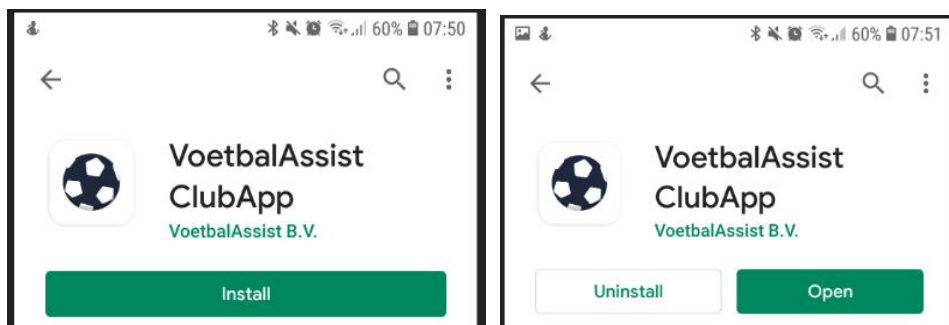 60% 07:50
VoetbalAssist
ClubApp
VoetbalAssist B.V.
Install
60% 07:51
VoetbalAssist
ClubApp
VoetbalAssist B.V.
Uninstall
Open